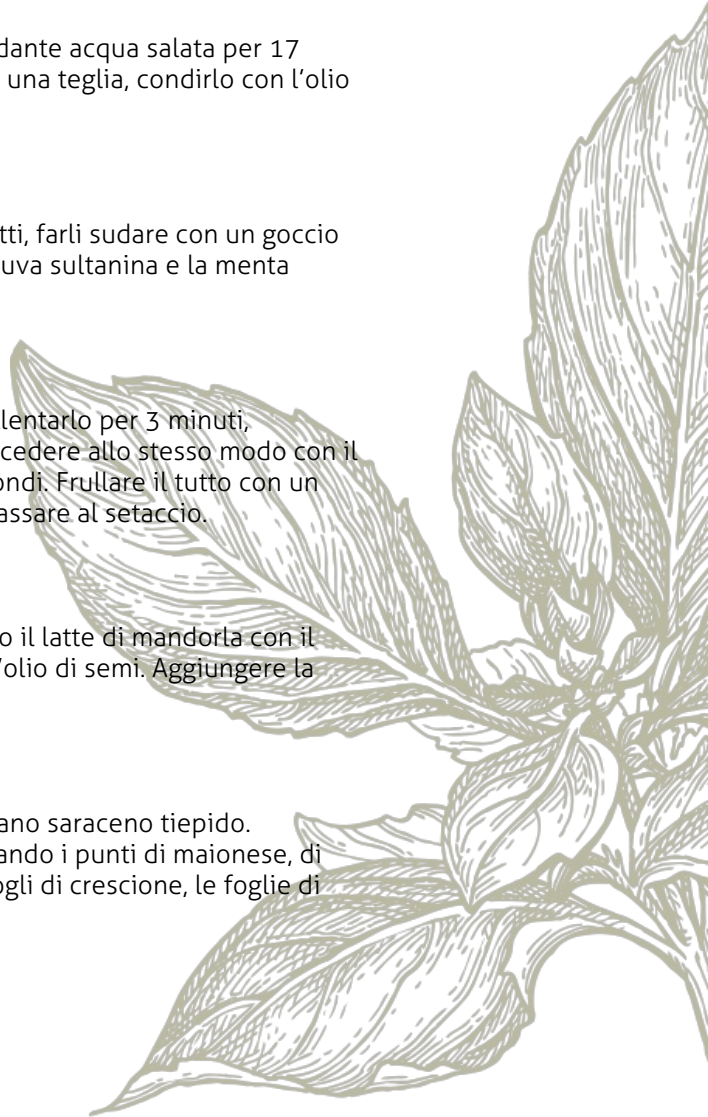 dante acqua salata per 17
una teglia, condirlo con l'olio
tti, farli sudare con un goccio
uva sultanina e la menta
llentarlo per 3 minuti,
cedere allo stesso modo con il
ondi. Frullare il tutto con un
assare al setaccio.
o il latte di mandorla con il
l'olio di semi. Aggiungere la
ano saraceno tiepido.
ando i punti di maionese, di
ogli di crescione, le foglie di